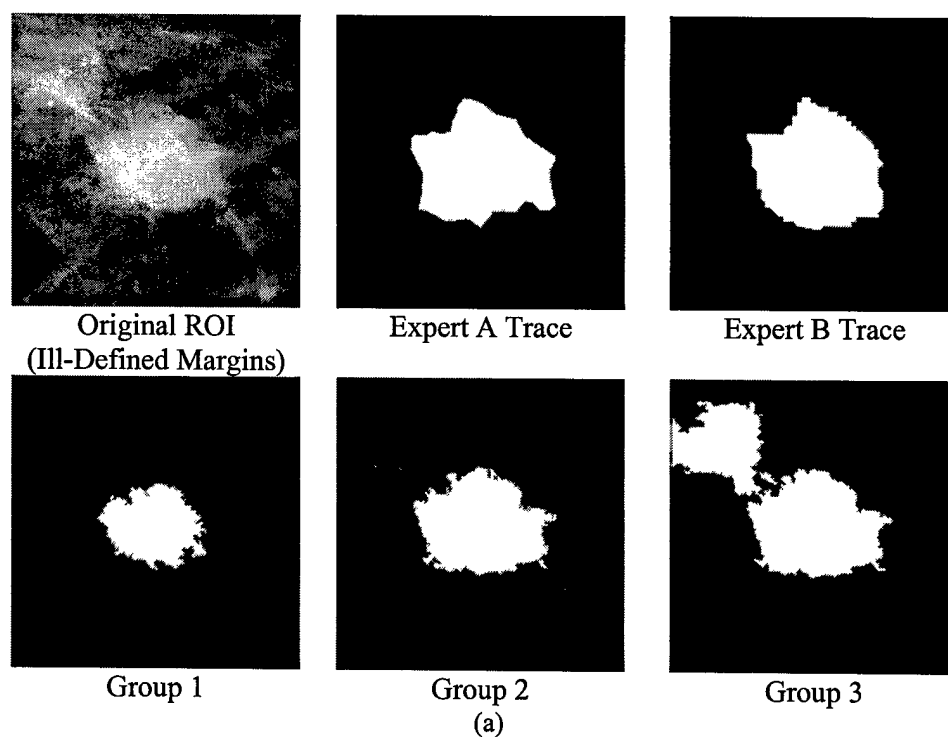 Original ROI
(Ill-Defined Margins)
Expert A Trace
Expert B Trace
Group 1
Group 2
Group 3
(a)